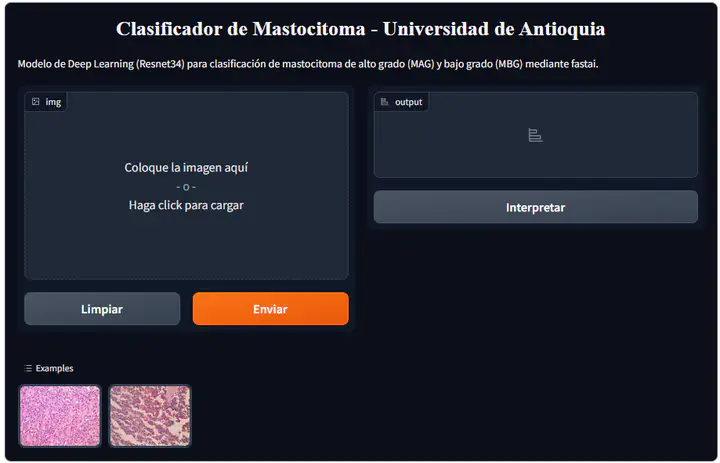 Clasificador de Mastocitoma - Universidad de Antioquia
Modelo de Deep Learning (Resnet34) para clasificación de mastocitoma de alto grado (MAG) y bajo grado (MBG) mediante fastai.
img
Coloque la imagen aquí
- o -
Haga click para cargar
Limpiar
Enviar
output
Interpretar
Examples